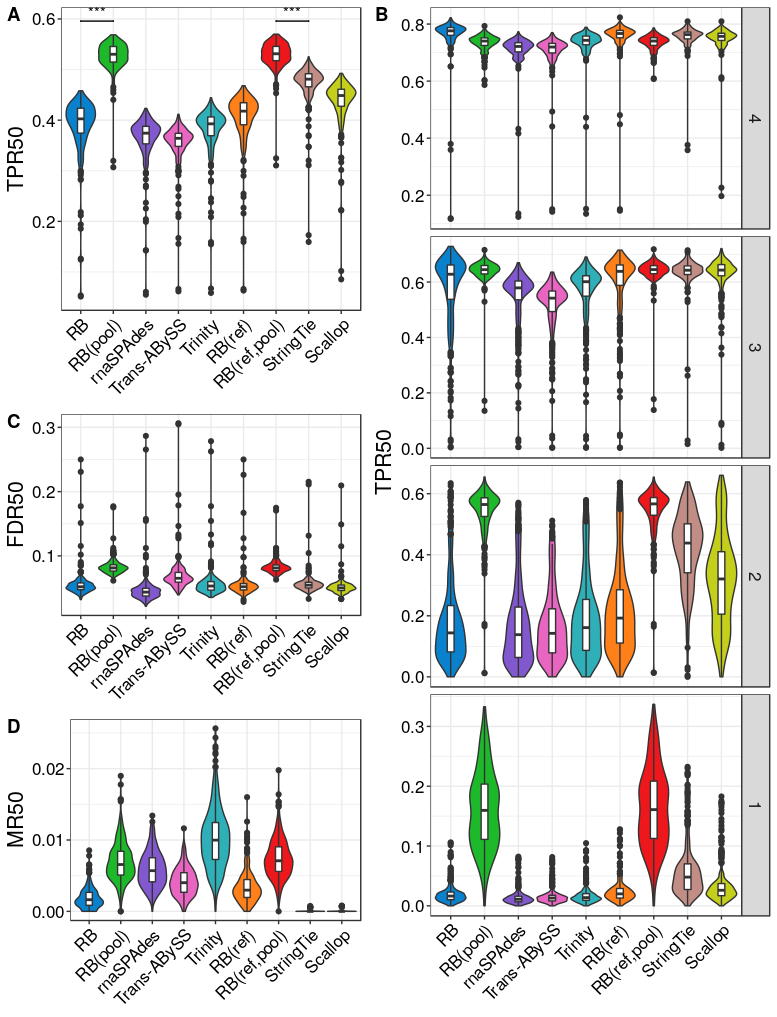 A
***
***
TPR50
0.6
0.4
0.2
RB
RB(pool)
rnaSPAdes
Trans-ABySS
Trinity
RB(ref)
RB(ref,pool)
StringTie
Scallop
B
TPR50
0.8
0.6
0.4
0.2
4
0.6
0.4
0.2
0.0
3
0.6
0.4
0.2
0.0
2
0.3
0.2
0.1
0.0
1
RB
RB(pool)
rnaSPAdes
Trans-ABySS
Trinity
RB(ref)
RB(ref,pool)
StringTie
Scallop
C
FDR50
0.3
0.2
0.1
RB
RB(pool)
rnaSPAdes
Trans-ABySS
Trinity
RB(ref)
RB(ref,pool)
StringTie
Scallop
D
MR50
0.02
0.01
0.00
RB
RB(pool)
rnaSPAdes
Trans-ABySS
Trinity
RB(ref)
RB(ref,pool)
StringTie
Scallop